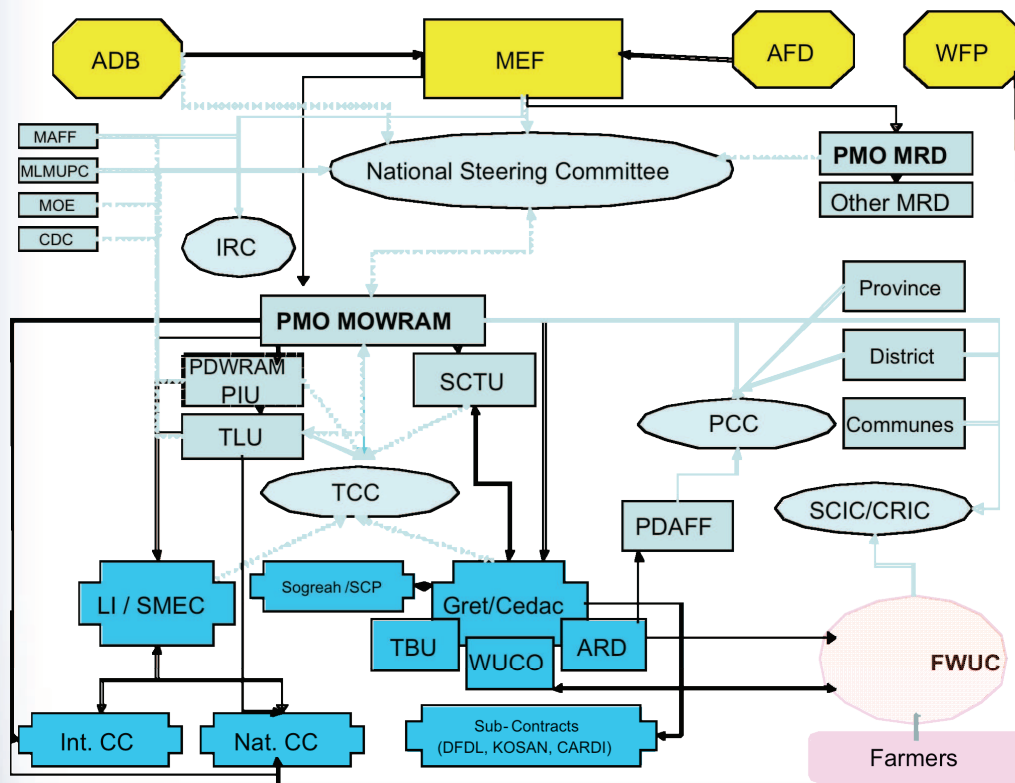 ADB
MEF
AFD
WFP
MAFF
MLMUPC
MOE
CDC
National Steering Committee
PMO MRD
Other MRD
IRC
PMO MOWRAM
Province
District
Communes
PDWRAM
PIU
SCTU
TLU
PCC
TCC
SCIC/CRIC
PDAFF
LI / SMEC
Sogreah /SCP
Gret/Cedac
TBU
WUCO
ARD
FWUC
Int. CC
Nat. CC
Sub- Contracts
(DFDL, KOSAN, CARDI)
Farmers